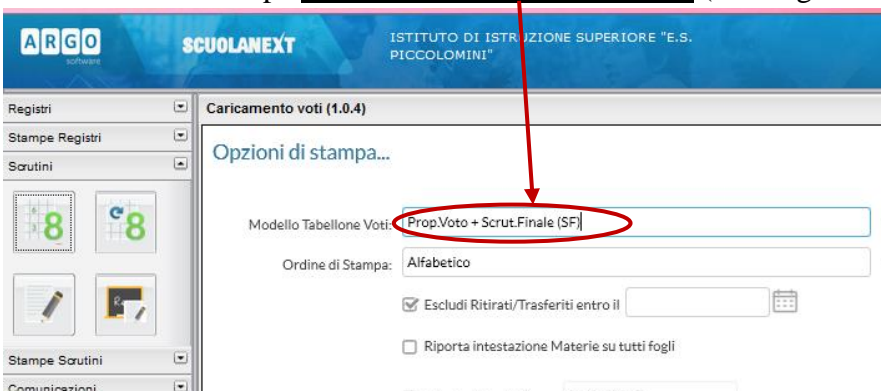 ARGO
software
SCUOLANEXT
ISTITUTO DI ISTRUZIONE SUPERIORE "E.S.
PICCOLOMINI"
Registri
Stampe Registri
Scrutini
Stampe Scrutini
Comunicazioni
Caricamento voti (1.0.4)
Opzioni di stampa...
Modello Tabellone Voti: Prop.Voto + Scrut.Finale (SF)
Ordine di Stampa: Alfabetico
Escludi Ritirati/Trasferiti entro il
Riporta intestazione Materie su tutti fogli